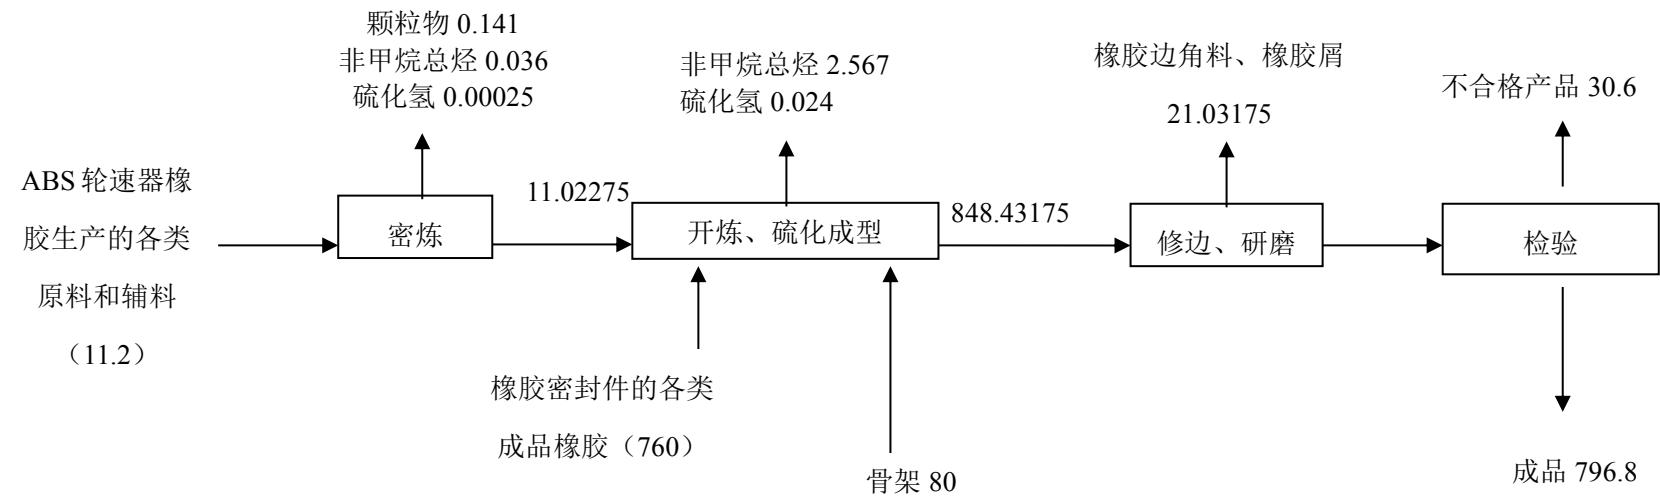 颗粒物 0.141
非甲烷总烃 0.036
硫化氢 0.00025
非甲烷总烃 2.567
硫化氢 0.024
橡胶边角料、橡胶屑
21.03175
不合格产品 30.6
ABS 轮速器橡
胶生产的各类
原料和辅料
（11.2）
密炼
11.02275
开炼、硫化成型
848.43175
修边、研磨
检验
橡胶密封件的各类
成品橡胶（760）
骨架 80
成品 796.8